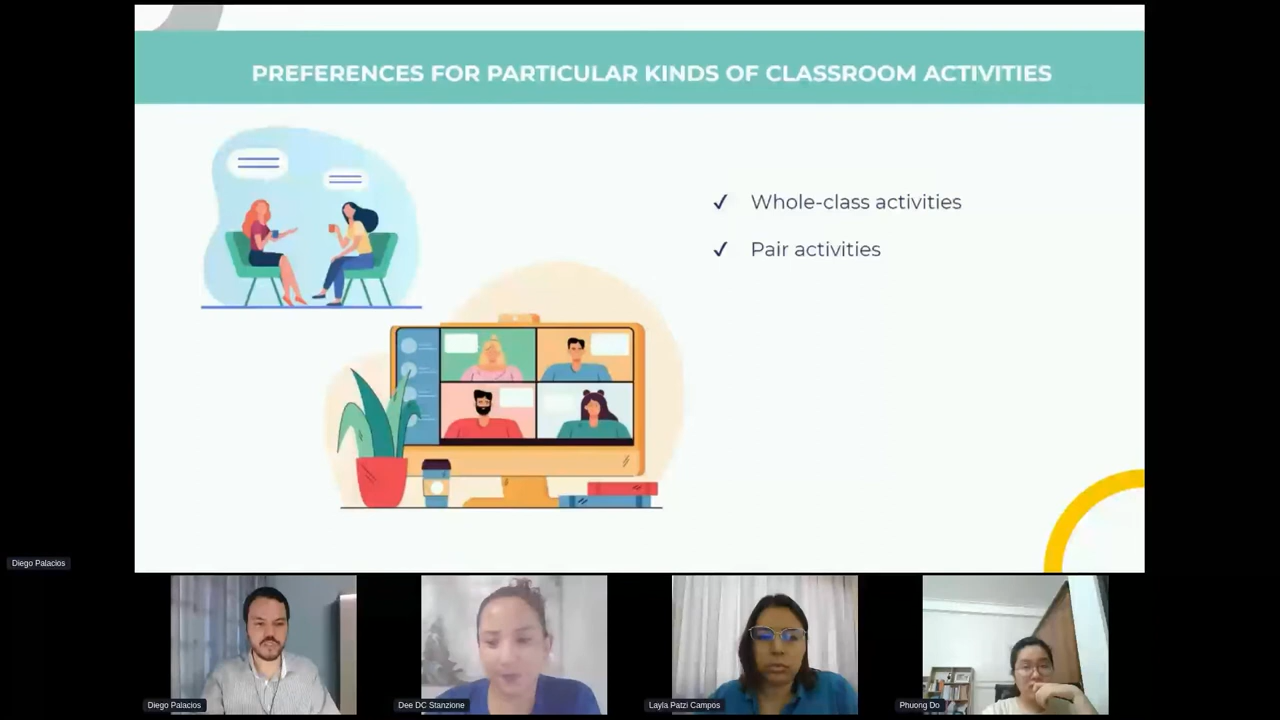 PREFERENCES FOR PARTICULAR KINDS OF CLASSROOM ACTIVITIES
✓ Whole-class activities
✓ Pair activities
Diego Palacios
Diego Palacios
Dee DC Stanzione
Layla Patzi Campos
Phuong Do